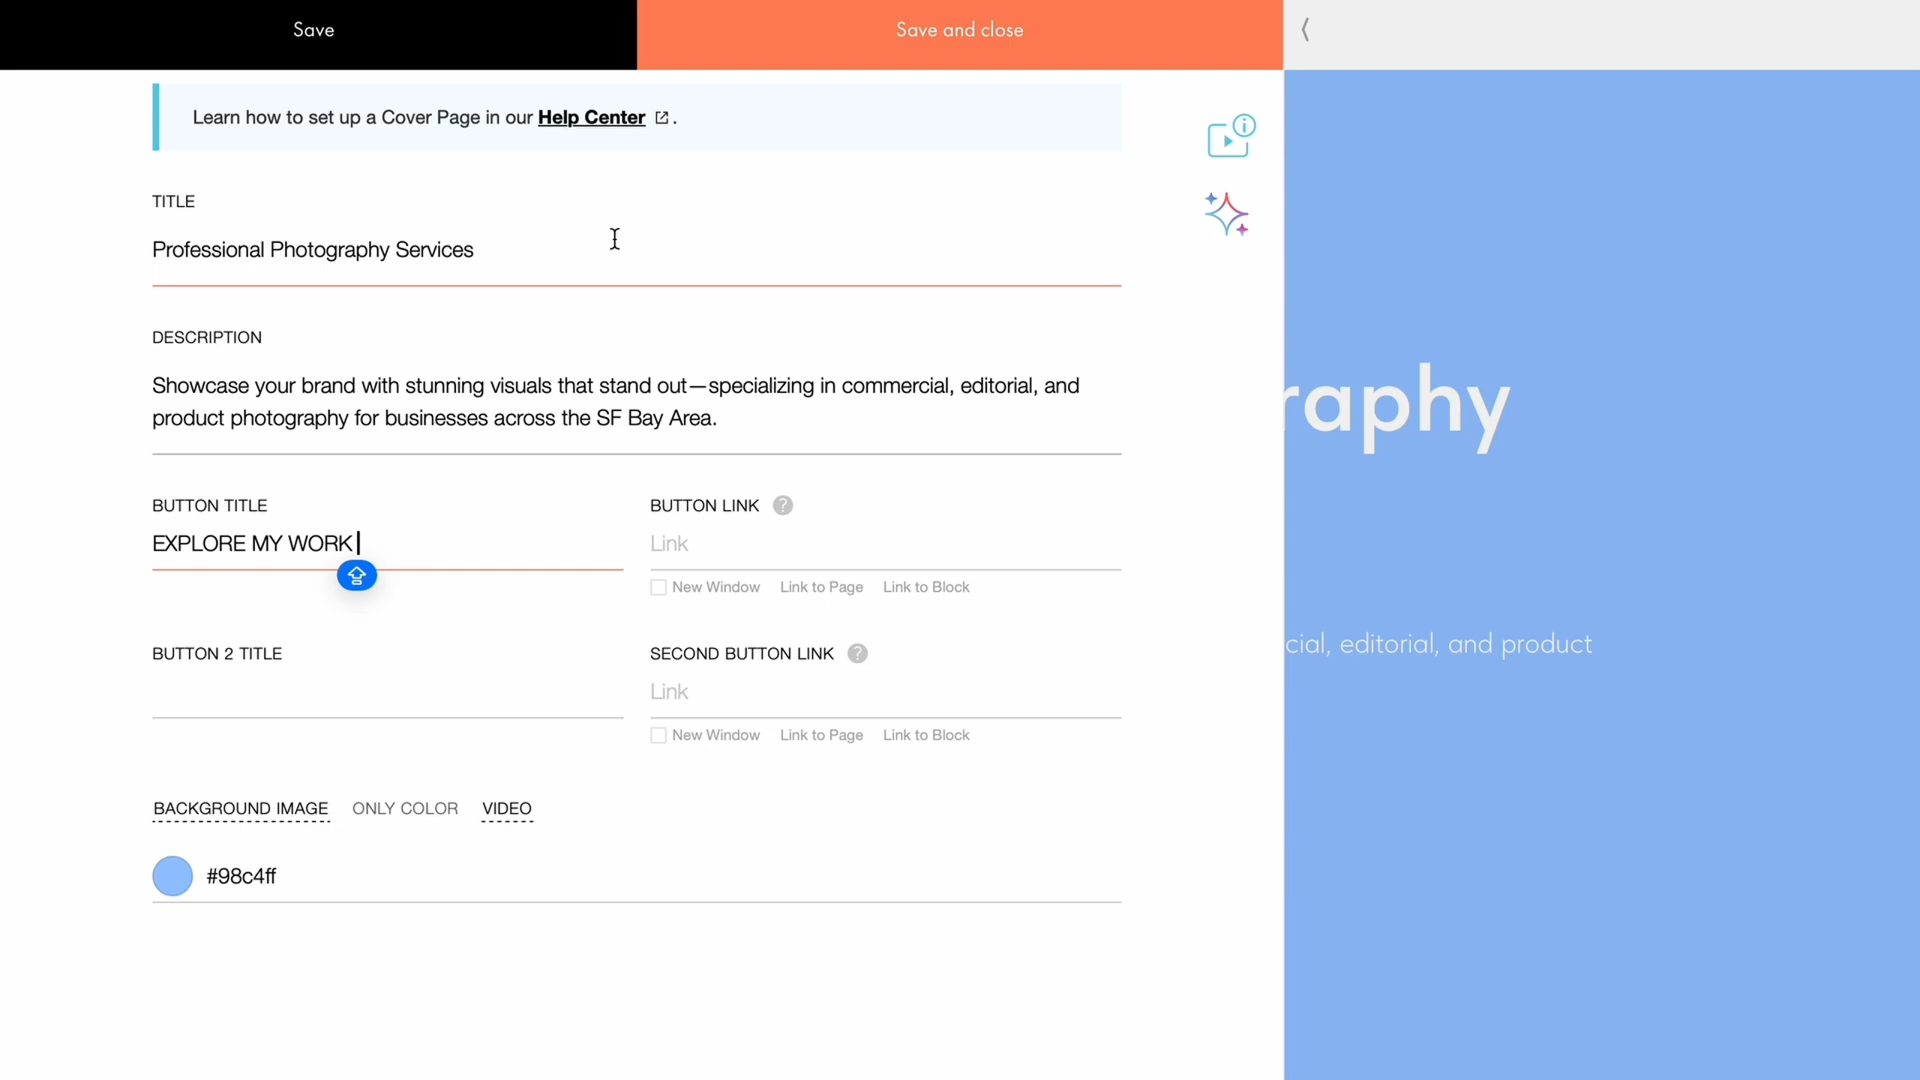 Save
Save and close
Learn how to set up a Cover Page in our Help Center .
TITLE
Professional Photography Services
DESCRIPTION
Showcase your brand with stunning visuals that stand out—specializing in commercial, editorial, and
product photography for businesses across the SF Bay Area.
BUTTON TITLE
BUTTON LINK ?
EXPLORE MY WORK
Link
New Window Link to Page Link to Block
BUTTON 2 TITLE
SECOND BUTTON LINK ?
Link
New Window Link to Page Link to Block
BACKGROUND IMAGE ONLY COLOR VIDEO
#98c4ff
raphy
cial, editorial, and product